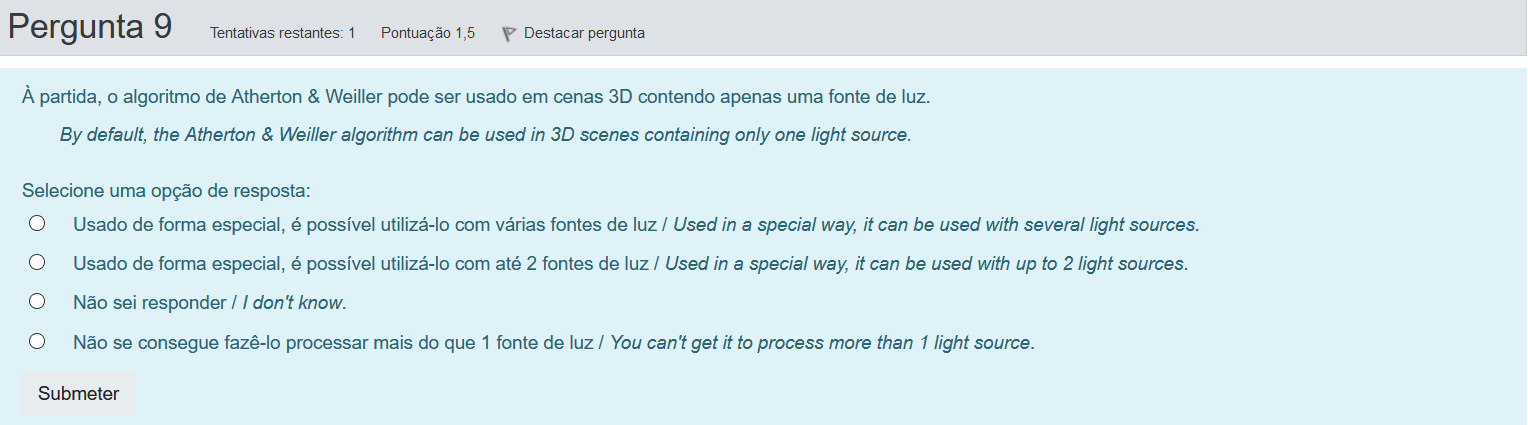 Pergunta 9 Tentativas restantes: 1 Pontuação 1,5 Destacar pergunta
À partida, o algoritmo de Atherton & Weiller pode ser usado em cenas 3D contendo apenas uma fonte de luz.
By default, the Atherton & Weiller algorithm can be used in 3D scenes containing only one light source.
Selecione uma opção de resposta:
Usado de forma especial, é possível utilizá-lo com várias fontes de luz / Used in a special way, it can be used with several light sources.
Usado de forma especial, é possível utilizá-lo com até 2 fontes de luz / Used in a special way, it can be used with up to 2 light sources.
Não sei responder / I don't know.
Não se consegue fazê-lo processar mais do que 1 fonte de luz / You can't get it to process more than 1 light source.
Submeter